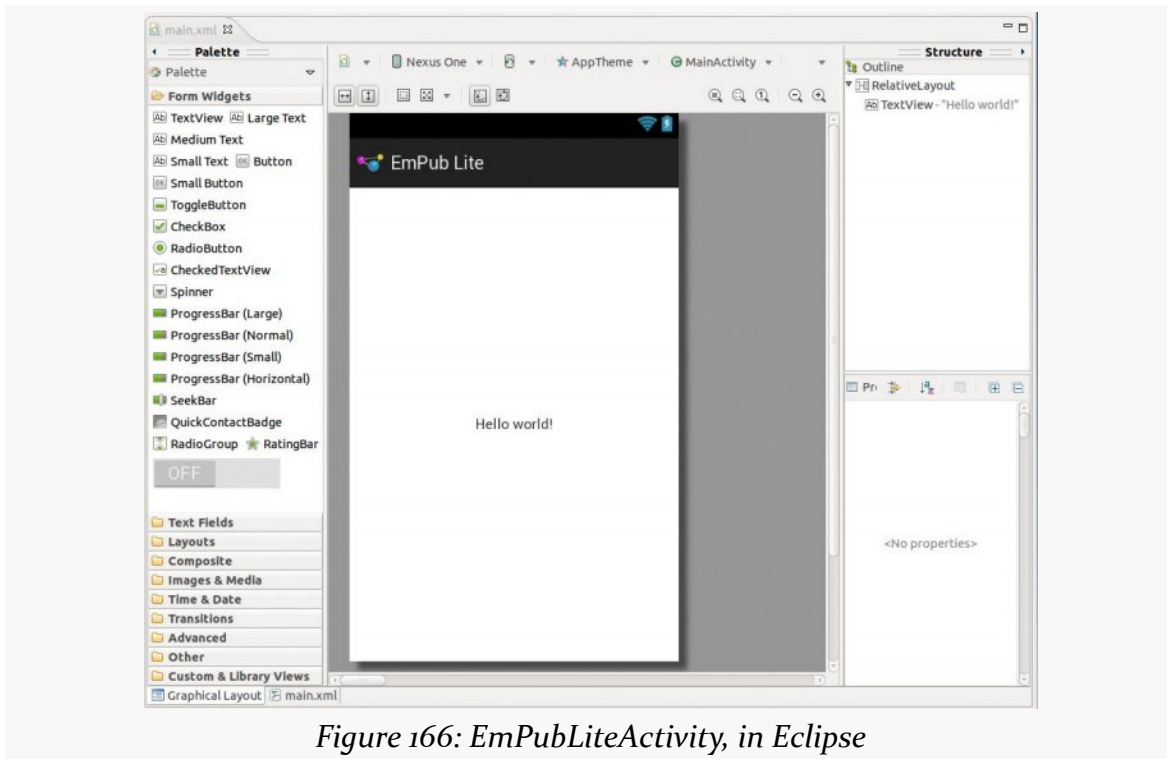 main.xml
Palette
Palette
Form Widgets
TextView Large Text
Medium Text
Small Text Button
Small Button
ToggleButton
CheckBox
RadioButton
CheckedTextView
Spinner
ProgressBar (Large)
ProgressBar (Normal)
ProgressBar (Small)
ProgressBar (Horizontal)
SeekBar
QuickContactBadge
RadioGroup RatingBar
OFF
Text Fields
Layouts
Composite
Images & Media
Time & Date
Transitions
Advanced
Other
Custom & Library Views
Graphical Layout main.xml
Nexus One AppTheme MainActivity
EmPub Lite
Hello world!
Structure
Outline
RelativeLayout
Ab TextView - "Hello world!"
Pr
<No properties>
Figure 166: EmPubLiteActivity, in Eclipse